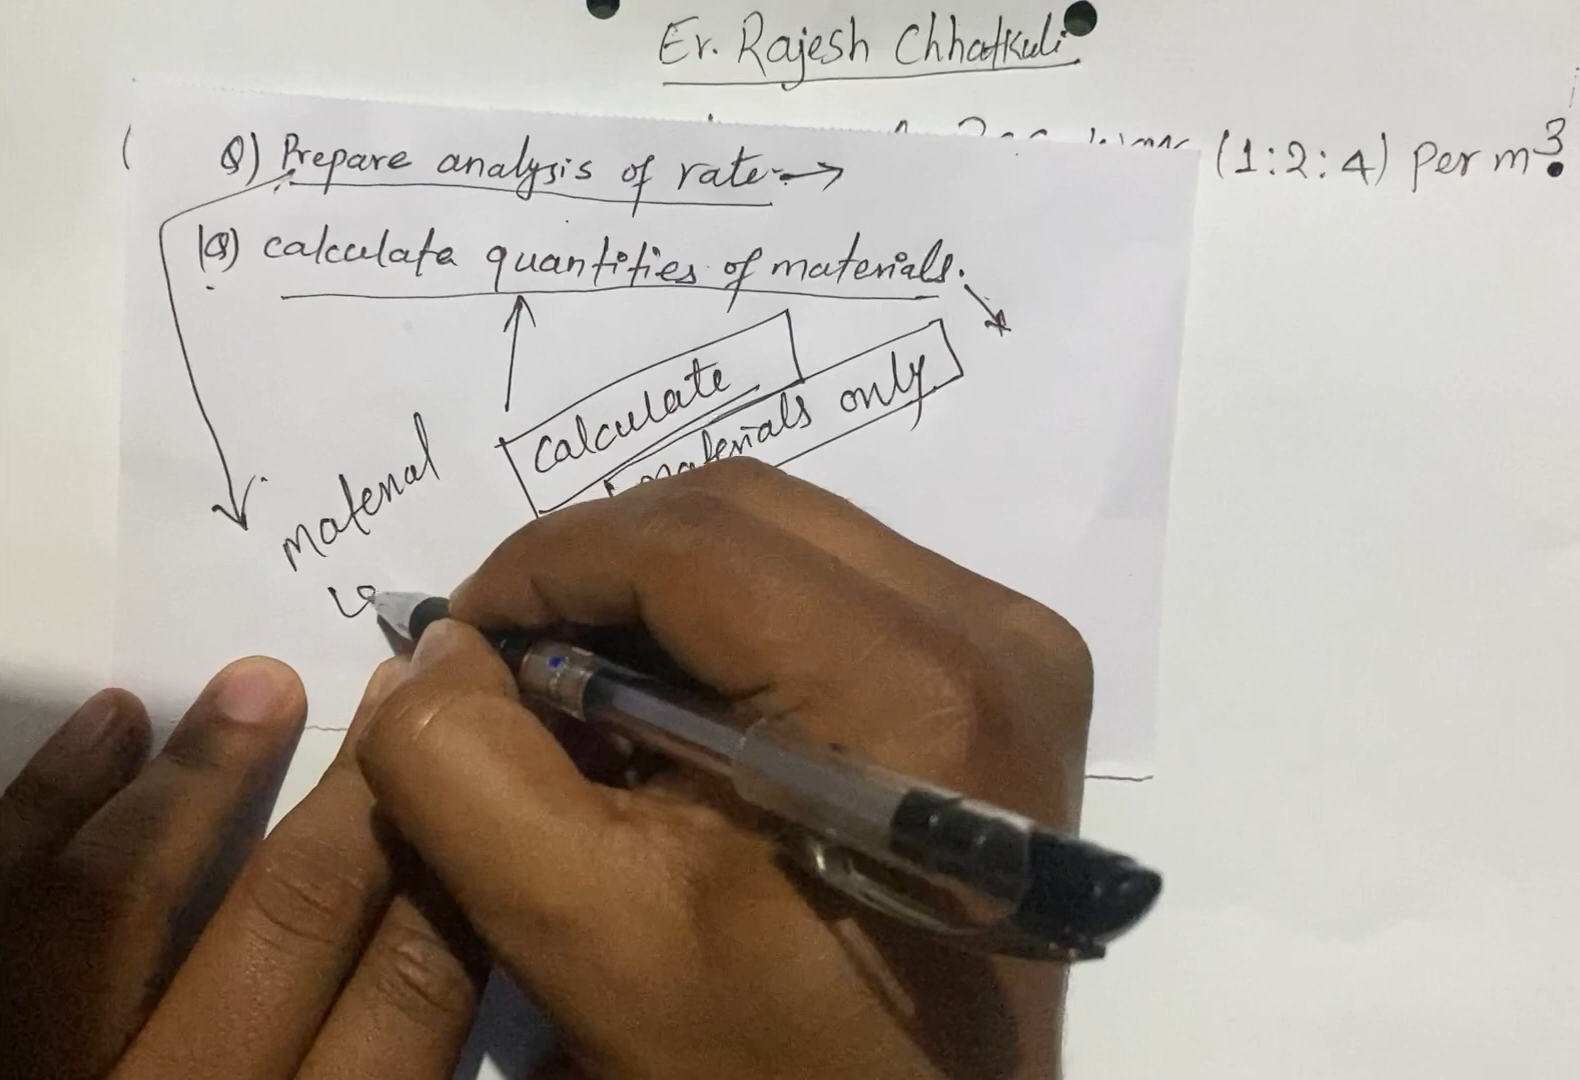 Er. Rajesh Chhatkuli
(1:2:4) per m³.
Q) Prepare analysis of rate →
Q) calculate quantities of materials.
calculate
materials only
material